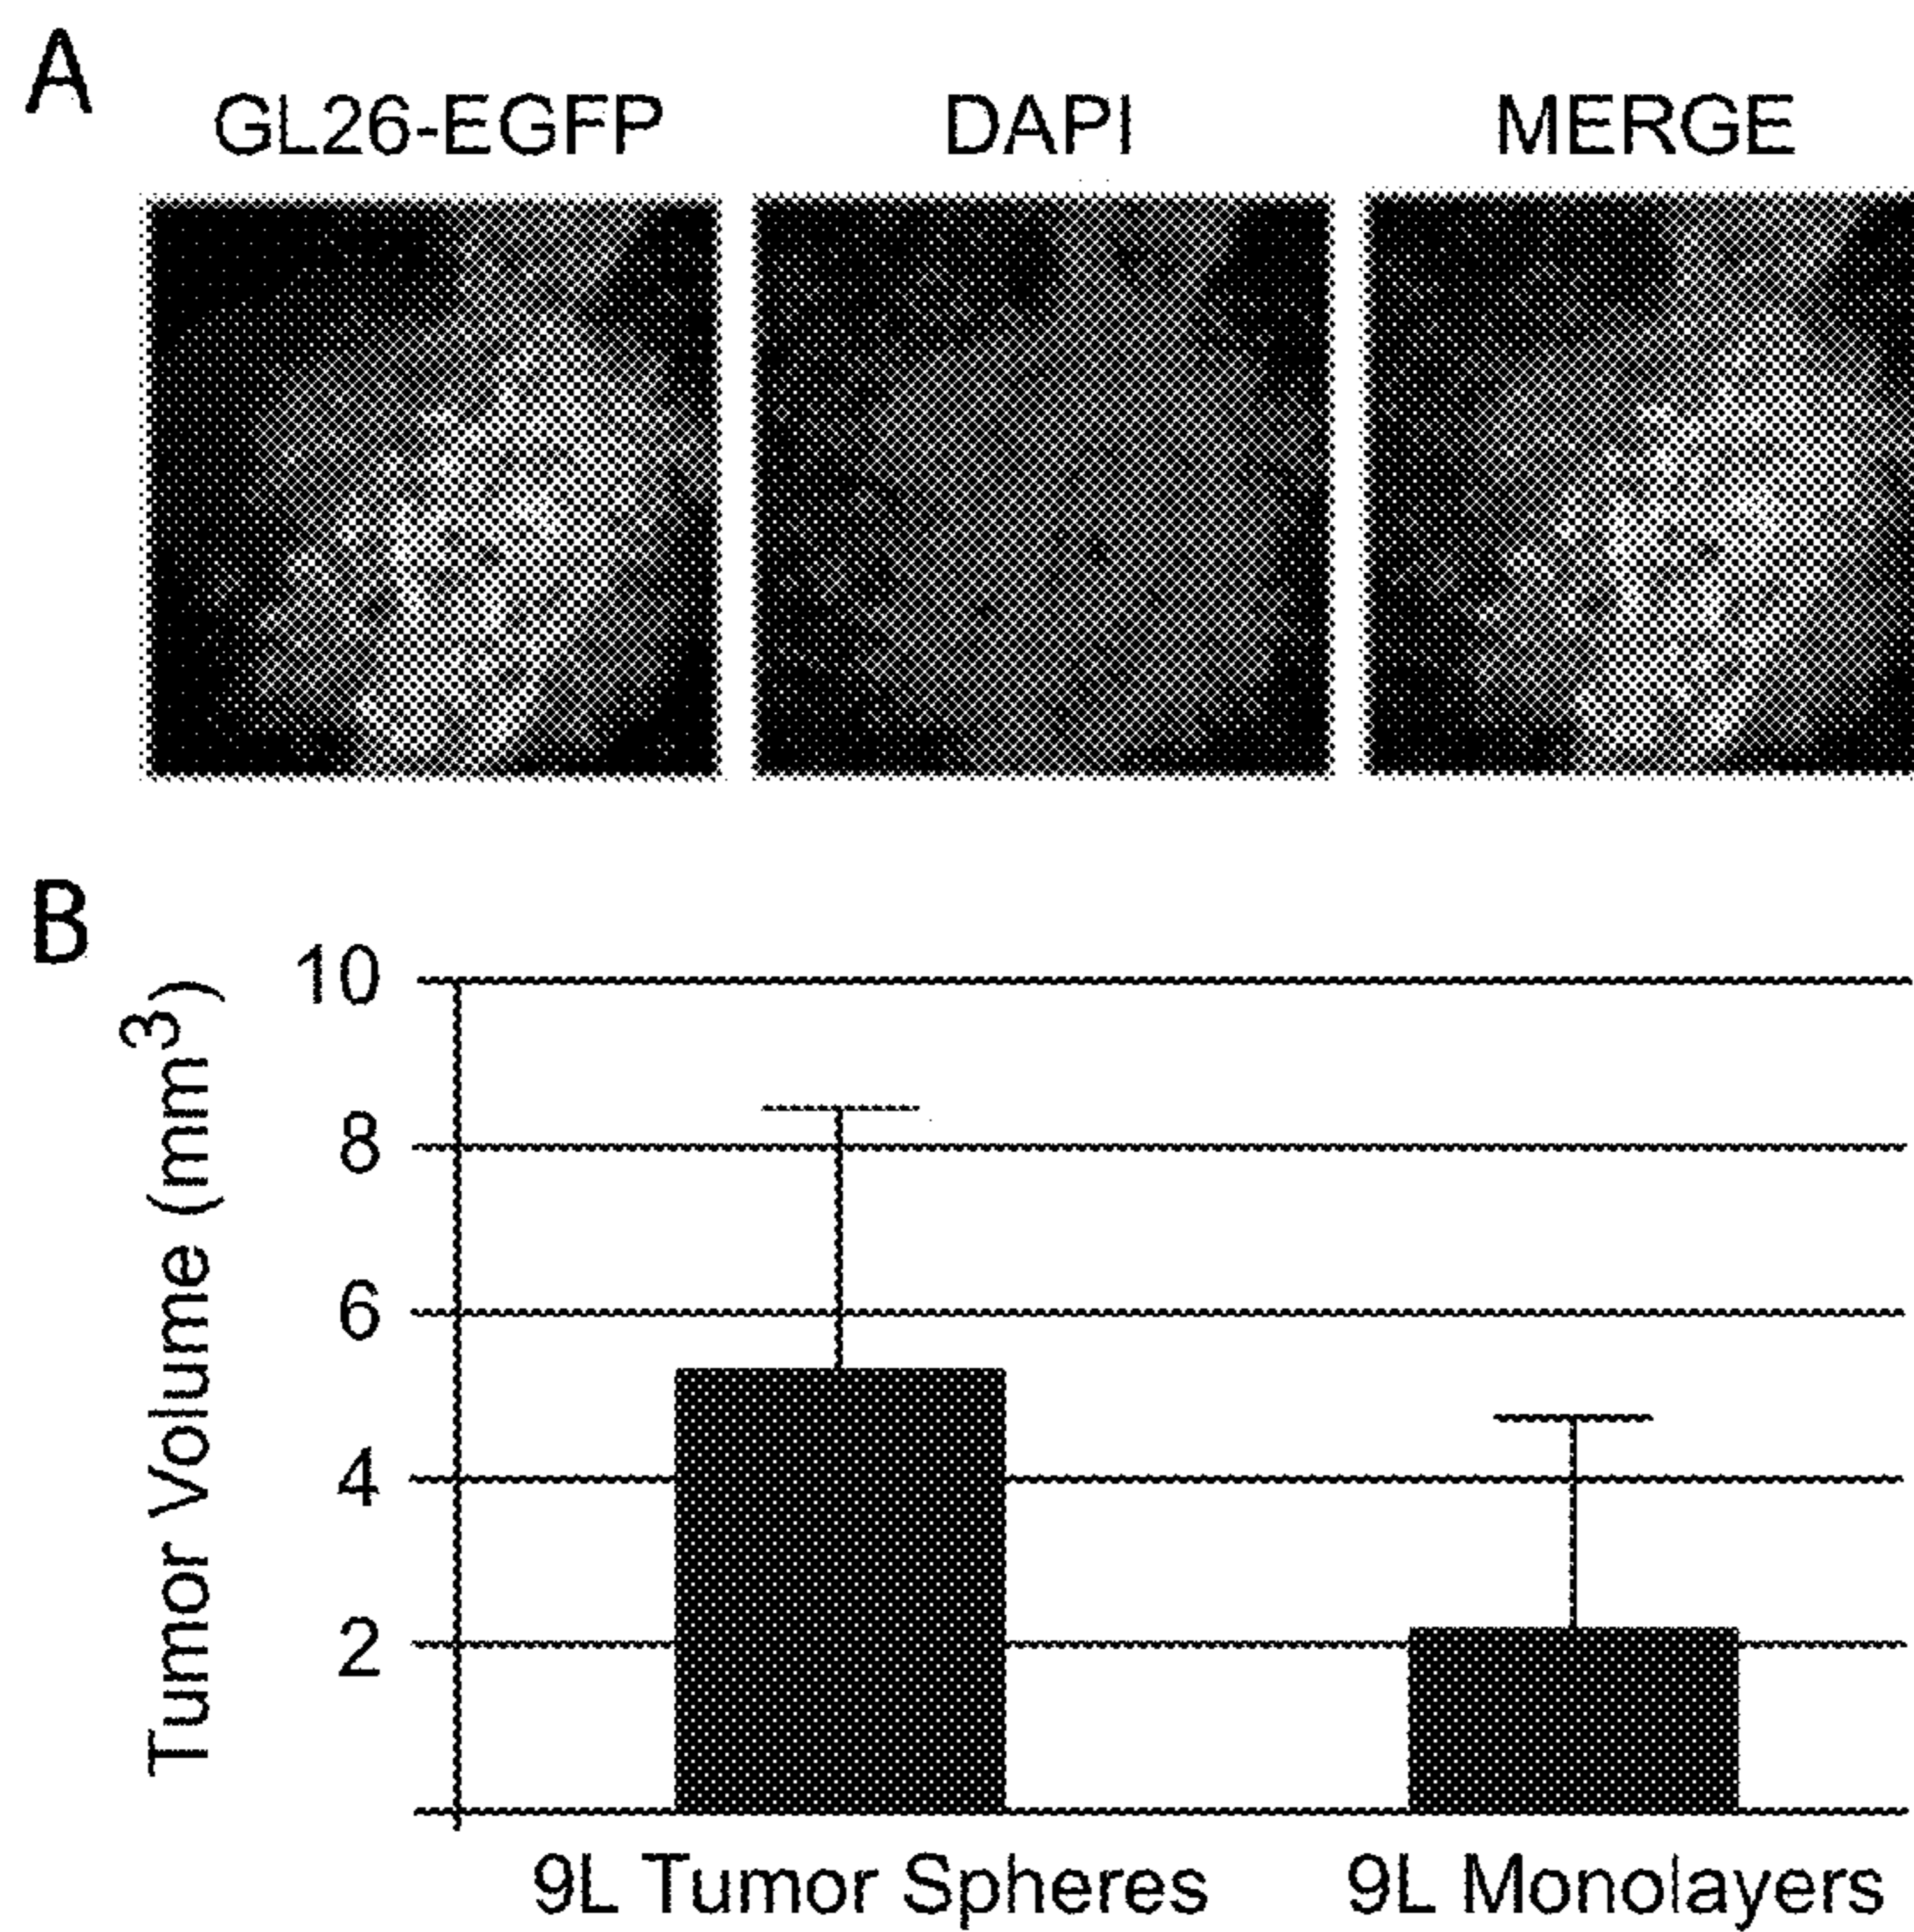 A
GL26-EGFP
DAPI
MERGE
B
Tumor Volume (mm³)
10
8
6
4
2
9L Tumor Spheres
9L Monolayers